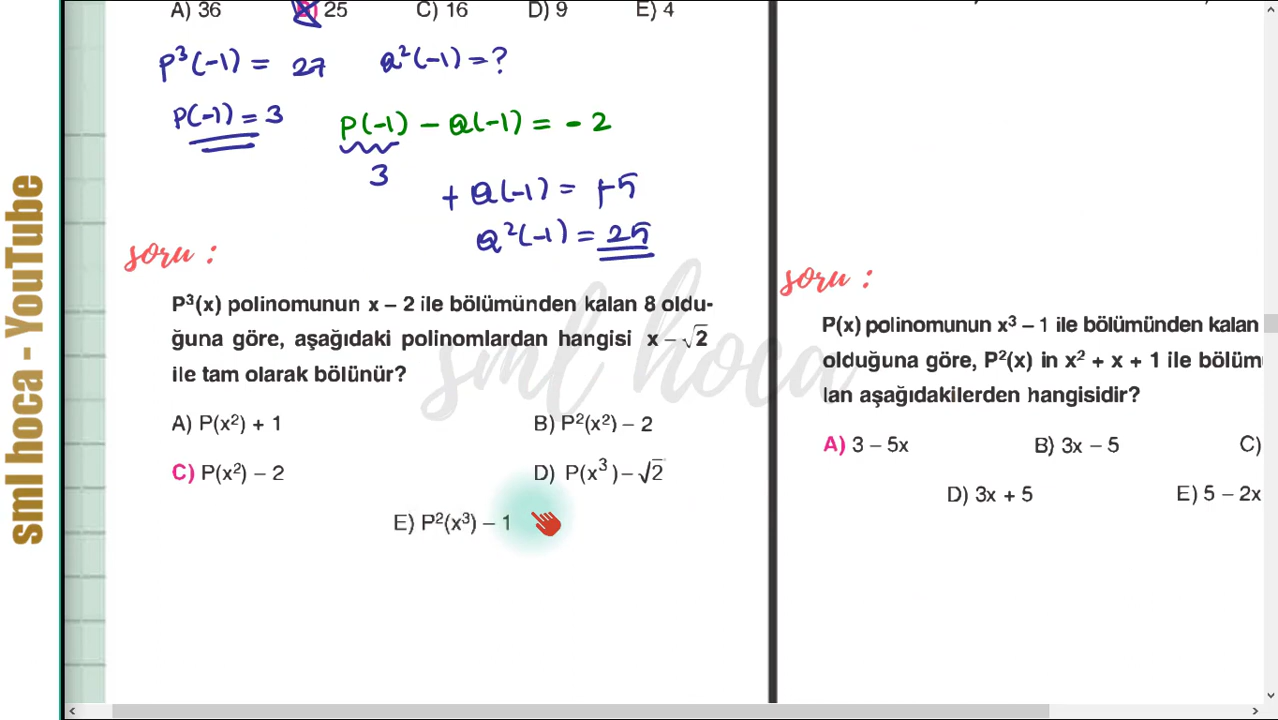 A) 36 B) 25 C) 16 D) 9 E) 4
P³(-1) = 27 Q²(-1) = ?
P(-1) = 3
P(-1) - Q(-1) = -2
3
+ Q(-1) = +5
Q²(-1) = 25
soru :
P³(x) polinomunun x – 2 ile bölümünden kalan 8 oldu-
ğuna göre, aşağıdaki polinomlardan hangisi x – √2
ile tam olarak bölünür?
A) P(x²) + 1 B) P²(x²) – 2
C) P(x²) – 2 D) P(x³) – √2
E) P²(x³) – 1
soru :
P(x) polinomunun x³ – 1 ile bölümünden kalan
olduğuna göre, P²(x) in x² + x + 1 ile bölüm
lan aşağıdakilerden hangisidir?
A) 3 – 5x B) 3x – 5 C)
D) 3x + 5 E) 5 – 2x
sml hoca
sml hoca - YouTube